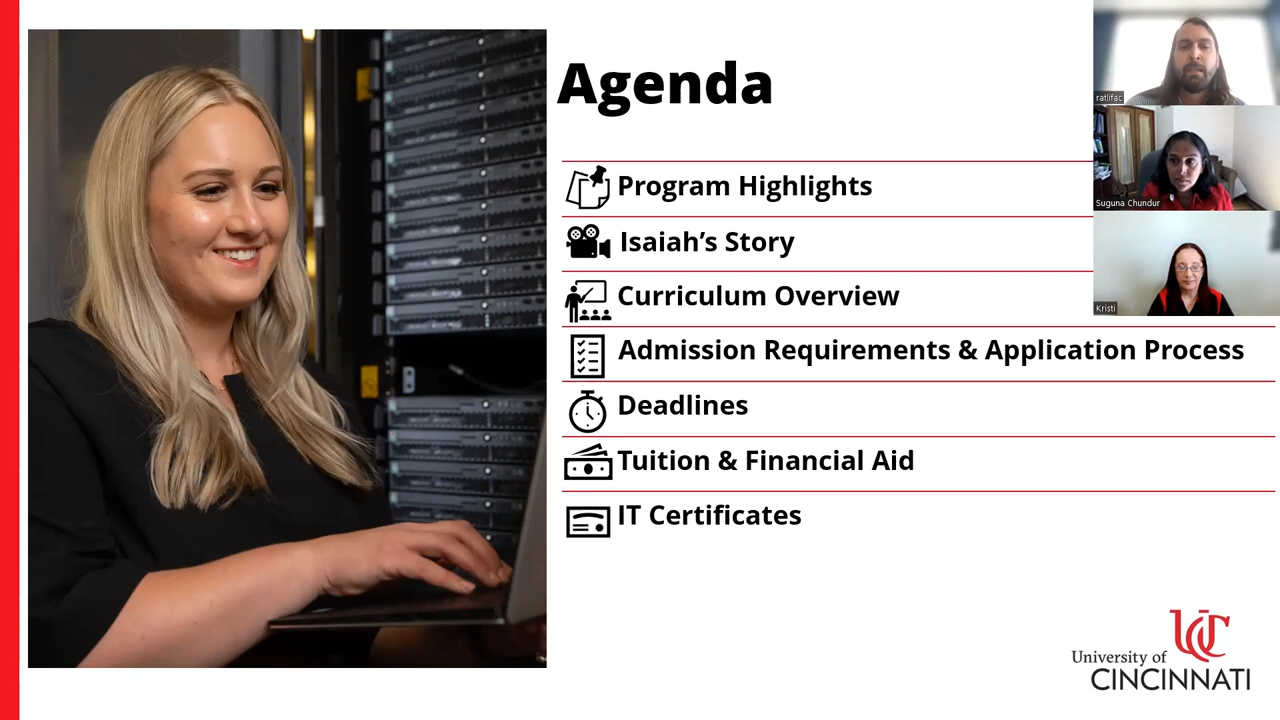 Agenda
Program Highlights
Isaiah’s Story
Curriculum Overview
Admission Requirements & Application Process
Deadlines
Tuition & Financial Aid
IT Certificates
ratlifac
Suguna Chundur
Kristi
UC
University of
CINCINNATI